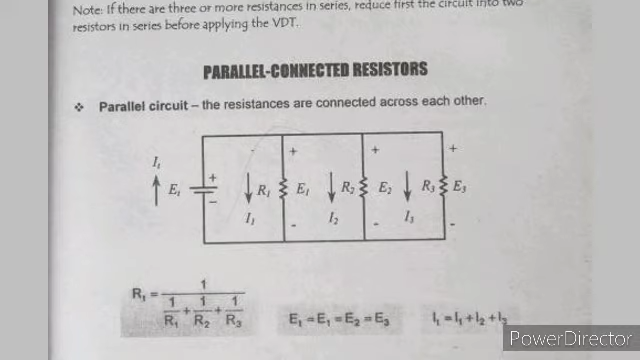 Note: If there are three or more resistances in series, reduce first the circuit into two
resistors in series before applying the VDT.
PARALLEL-CONNECTED RESISTORS
❖ Parallel circuit – the resistances are connected across each other.
+ + +
Iₜ Eₜ + R₁ E₁ R₂ E₂ R₃ E₃
−
I₁ I₂ I₃
- - -
Rₜ = 1 / (1/R₁ + 1/R₂ + 1/R₃)
Eₜ = E₁ = E₂ = E₃
Iₜ = I₁ + I₂ + I₃
PowerDirector